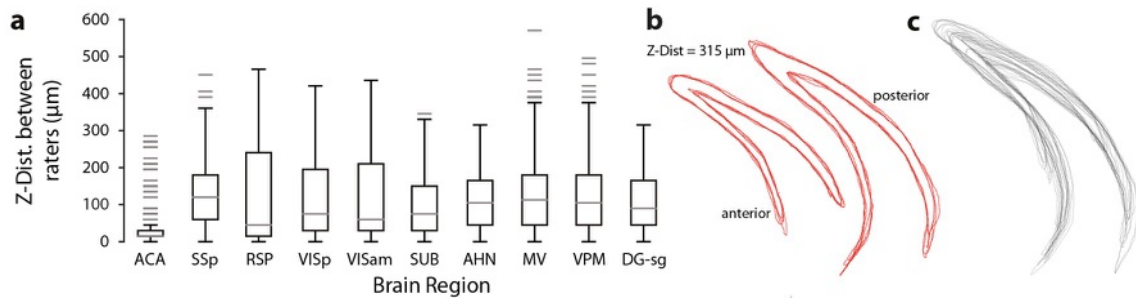 a
Z-Dist. between
raters (µm)
600
500
400
300
200
100
0
ACA SSp RSP VISp VISam SUB AHN MV VPM DG-sg
Brain Region
b
Z-Dist = 315 µm
posterior
anterior
c